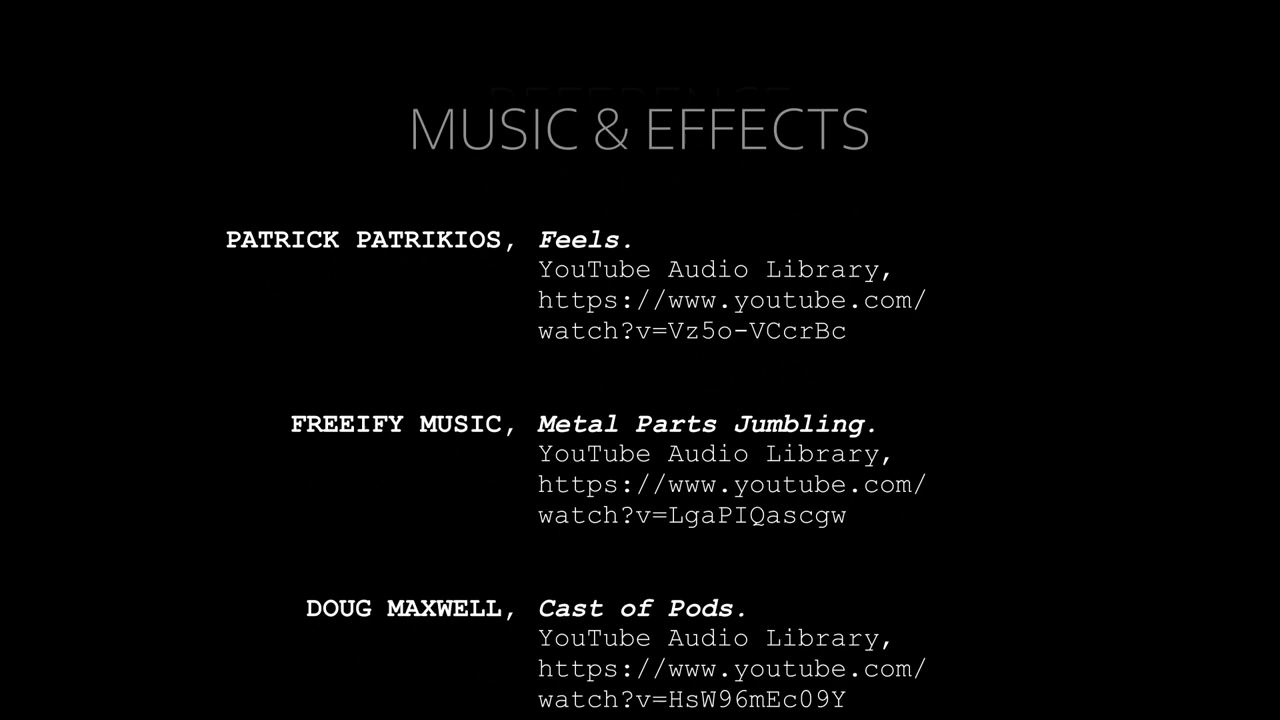 REFERENCE
MUSIC & EFFECTS
PATRICK PATRIKIOS, Feels.
YouTube Audio Library,
https://www.youtube.com/
watch?v=Vz5o-VCcrBc
FREEIFY MUSIC, Metal Parts Jumbling.
YouTube Audio Library,
https://www.youtube.com/
watch?v=LgaPIQascgw
DOUG MAXWELL, Cast of Pods.
YouTube Audio Library,
https://www.youtube.com/
watch?v=HsW96mEc09Y